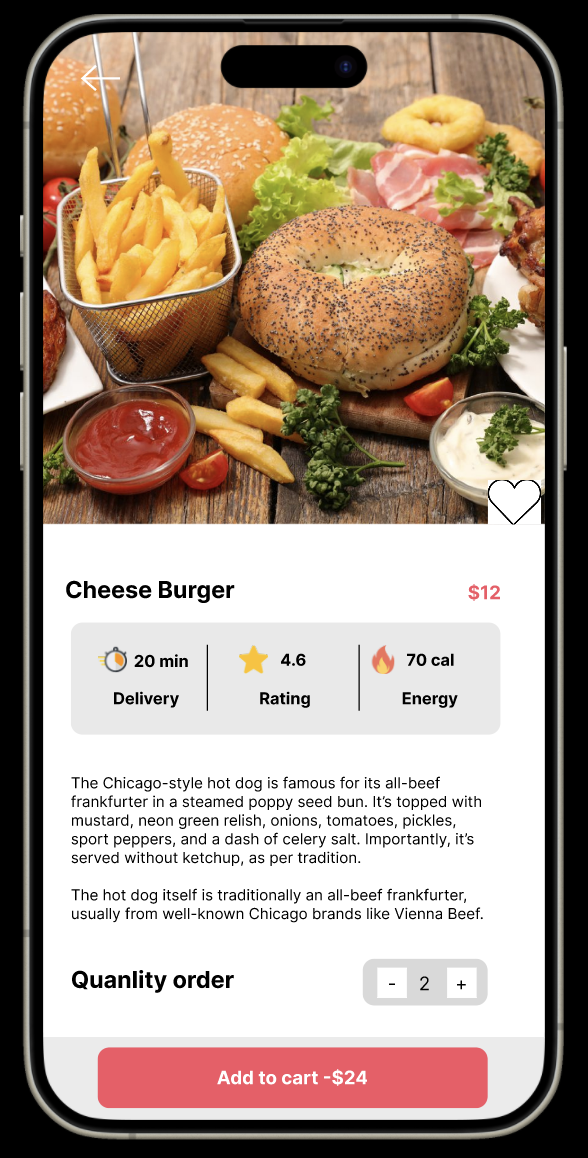 Cheese Burger
$12
20 min
4.6
70 cal
Delivery
Rating
Energy
The Chicago-style hot dog is famous for its all-beef
frankfurter in a steamed poppy seed bun. It’s topped with
mustard, neon green relish, onions, tomatoes, pickles,
sport peppers, and a dash of celery salt. Importantly, it’s
served without ketchup, as per tradition.
The hot dog itself is traditionally an all-beef frankfurter,
usually from well-known Chicago brands like Vienna Beef.
Quanlity order
- 2 +
Add to cart -$24